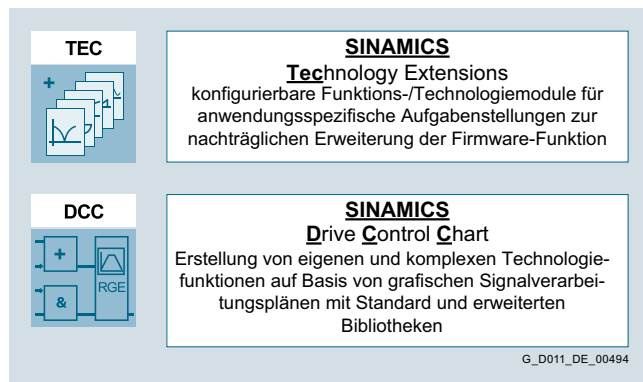 TEC
+
SINAMICS
Technology Extensions
konfigurierbare Funktions-/Technologiemodule für
anwendungsspezifische Aufgabenstellungen zur
nachträglichen Erweiterung der Firmware-Funktion
DCC
+
RGE
&
SINAMICS
Drive Control Chart
Erstellung von eigenen und komplexen Technologie-
funktionen auf Basis von grafischen Signalverarbei-
tungsplänen mit Standard und erweiterten
Bibliotheken
G_D011_DE_00494